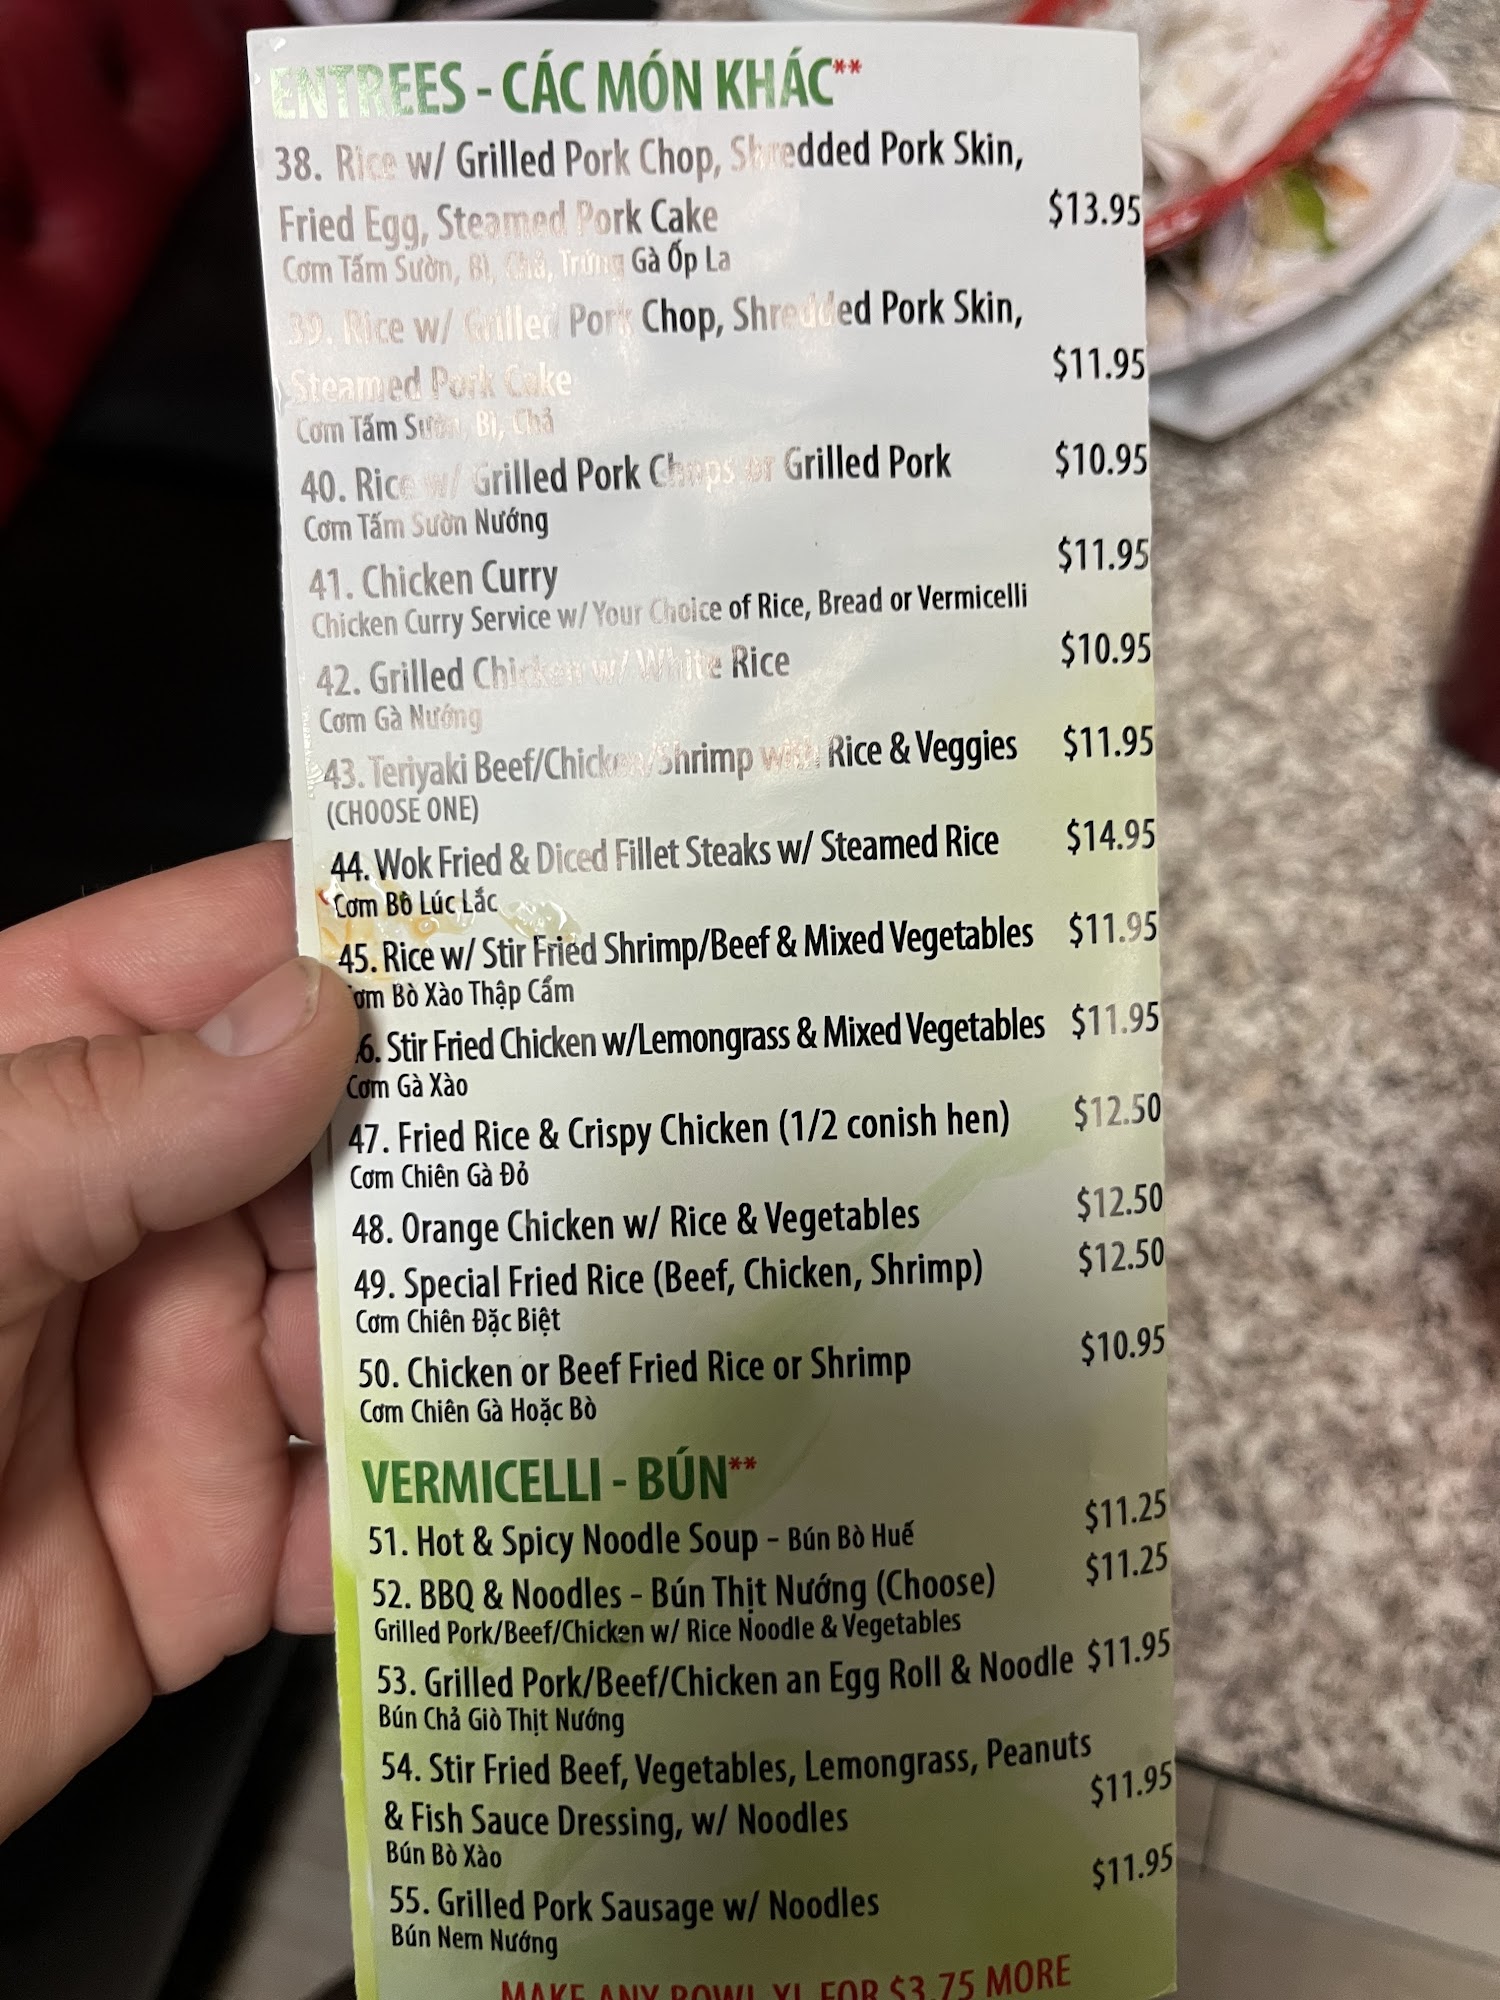 ENTREES - CÁC MÓN KHÁC**
38. Rice w/ Grilled Pork Chop, Shredded Pork Skin,
Fried Egg, Steamed Pork Cake $13.95
Cơm Tấm Sườn, Bì, Chả, Trứng Gà Ốp La
39. Rice w/ Grilled Pork Chop, Shredded Pork Skin,
Steamed Pork Cake $11.95
Cơm Tấm Sườn, Bì, Chả
40. Rice w/ Grilled Pork Chops or Grilled Pork $10.95
Cơm Tấm Sườn Nướng
41. Chicken Curry $11.95
Chicken Curry Service w/ Your Choice of Rice, Bread or Vermicelli
42. Grilled Chicken w/ White Rice $10.95
Cơm Gà Nướng
43. Teriyaki Beef/Chicken/Shrimp with Rice & Veggies $11.95
(CHOOSE ONE)
44. Wok Fried & Diced Fillet Steaks w/ Steamed Rice $14.95
Cơm Bò Lúc Lắc
45. Rice w/ Stir Fried Shrimp/Beef & Mixed Vegetables $11.95
ơm Bò Xào Thập Cẩm
6. Stir Fried Chicken w/Lemongrass & Mixed Vegetables $11.95
Cơm Gà Xào
47. Fried Rice & Crispy Chicken (1/2 conish hen) $12.50
Cơm Chiên Gà Đỏ
48. Orange Chicken w/ Rice & Vegetables $12.50
49. Special Fried Rice (Beef, Chicken, Shrimp) $12.50
Cơm Chiên Đặc Biệt
50. Chicken or Beef Fried Rice or Shrimp $10.95
Cơm Chiên Gà Hoặc Bò
VERMICELLI - BÚN**
51. Hot & Spicy Noodle Soup - Bún Bò Huế $11.25
52. BBQ & Noodles - Bún Thịt Nướng (Choose) $11.25
Grilled Pork/Beef/Chicken w/ Rice Noodle & Vegetables
53. Grilled Pork/Beef/Chicken an Egg Roll & Noodle $11.95
Bún Chả Giò Thịt Nướng
54. Stir Fried Beef, Vegetables, Lemongrass, Peanuts
& Fish Sauce Dressing, w/ Noodles $11.95
Bún Bò Xào
55. Grilled Pork Sausage w/ Noodles $11.95
Bún Nem Nướng
MAKE ANY BOWL XL FOR $3.75 MORE